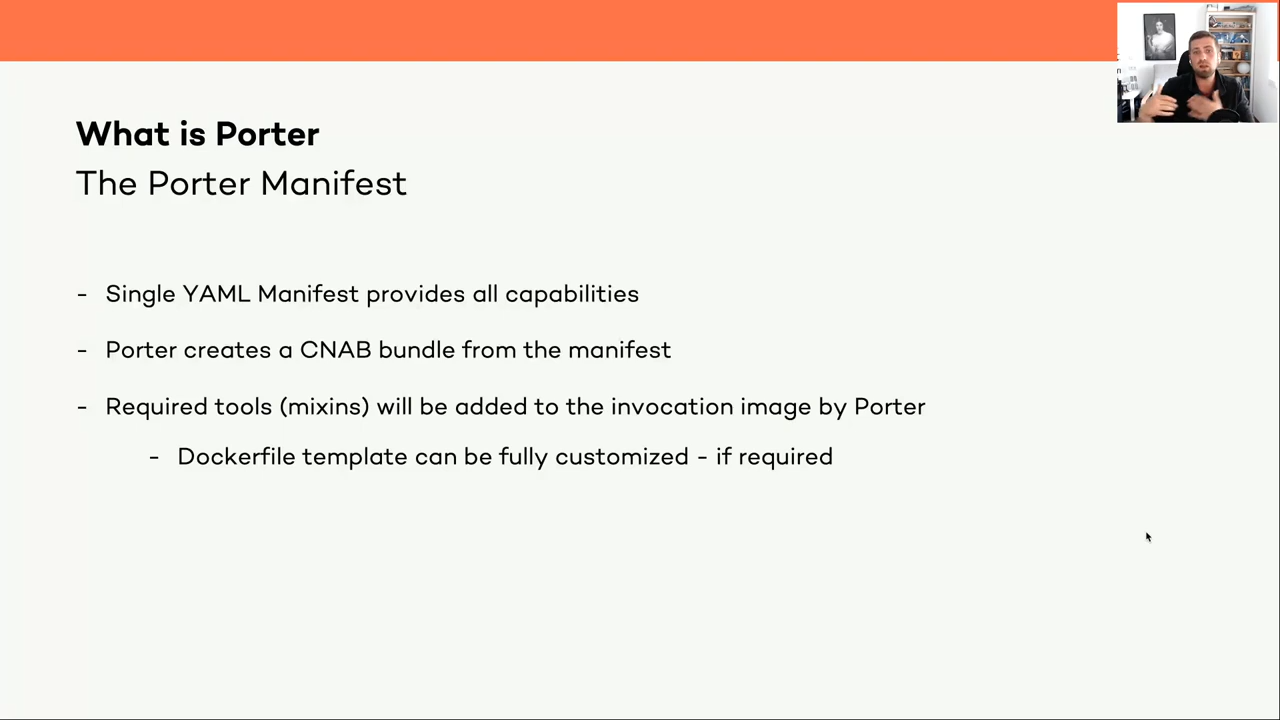 What is Porter
The Porter Manifest
- Single YAML Manifest provides all capabilities
- Porter creates a CNAB bundle from the manifest
- Required tools (mixins) will be added to the invocation image by Porter
- Dockerfile template can be fully customized - if required